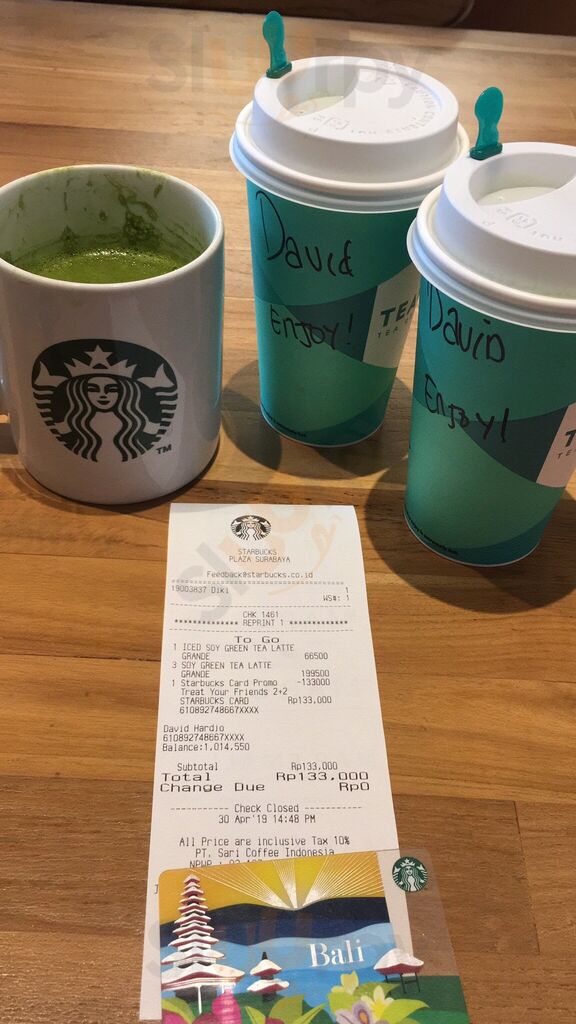 David
Enjoy!
TEA
David
Enjoy!
T
TM
STARBUCKS
PLAZA SURABAYA
Feedback@starbucks.co.id
19003837 Diki 1
WS#: 1
CHK 1461
************* REPRINT 1 *************
To Go
1 ICED SOY GREEN TEA LATTE
GRANDE 66500
3 SOY GREEN TEA LATTE
GRANDE 199500
1 Starbucks Card Promo -133000
Treat Your Friends 2+2
STARBUCKS CARD Rp133,000
610892748667XXXX
David Hardjo
610892748667XXXX
Balance:1,014,550
Subtotal Rp133,000
Total Rp133,000
Change Due Rp0
----------- Check Closed -----------
30 Apr'19 14:48 PM
All Price are inclusive Tax 10%
PT. Sari Coffee Indonesia
Bali